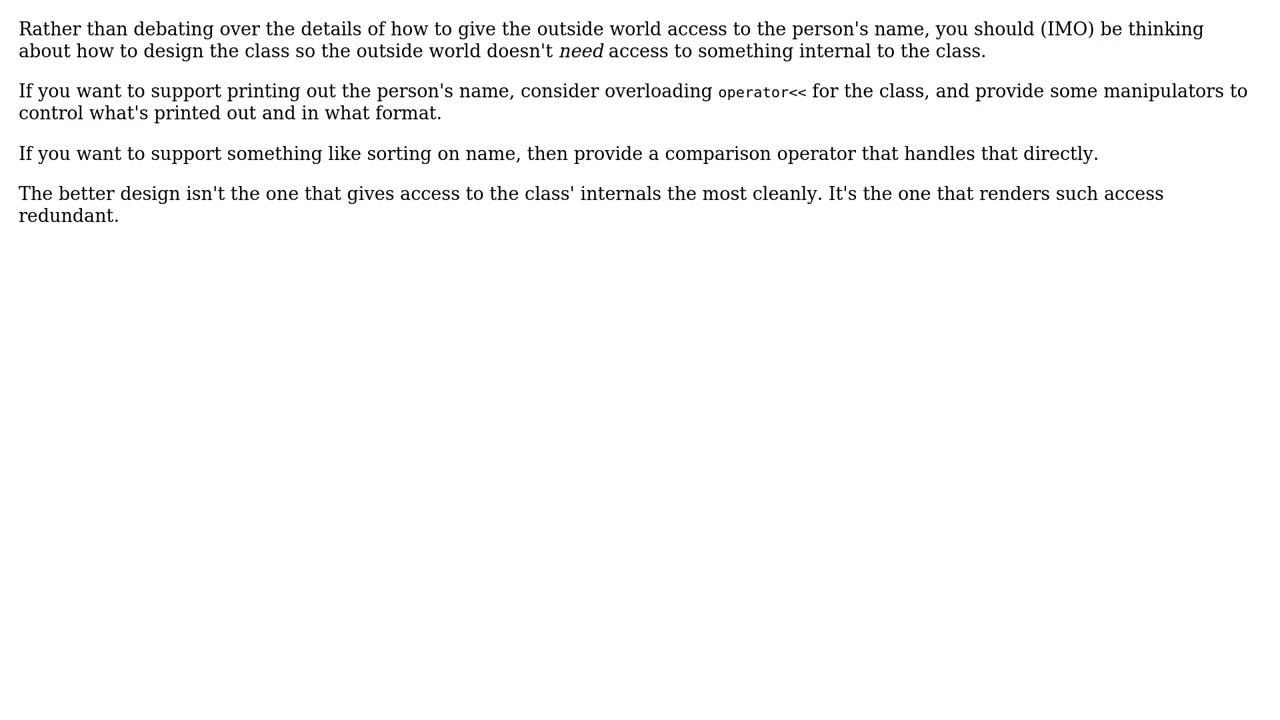 Rather than debating over the details of how to give the outside world access to the person's name, you should (IMO) be thinking
about how to design the class so the outside world doesn't need access to something internal to the class.
If you want to support printing out the person's name, consider overloading operator<< for the class, and provide some manipulators to
control what's printed out and in what format.
If you want to support something like sorting on name, then provide a comparison operator that handles that directly.
The better design isn't the one that gives access to the class' internals the most cleanly. It's the one that renders such access
redundant.